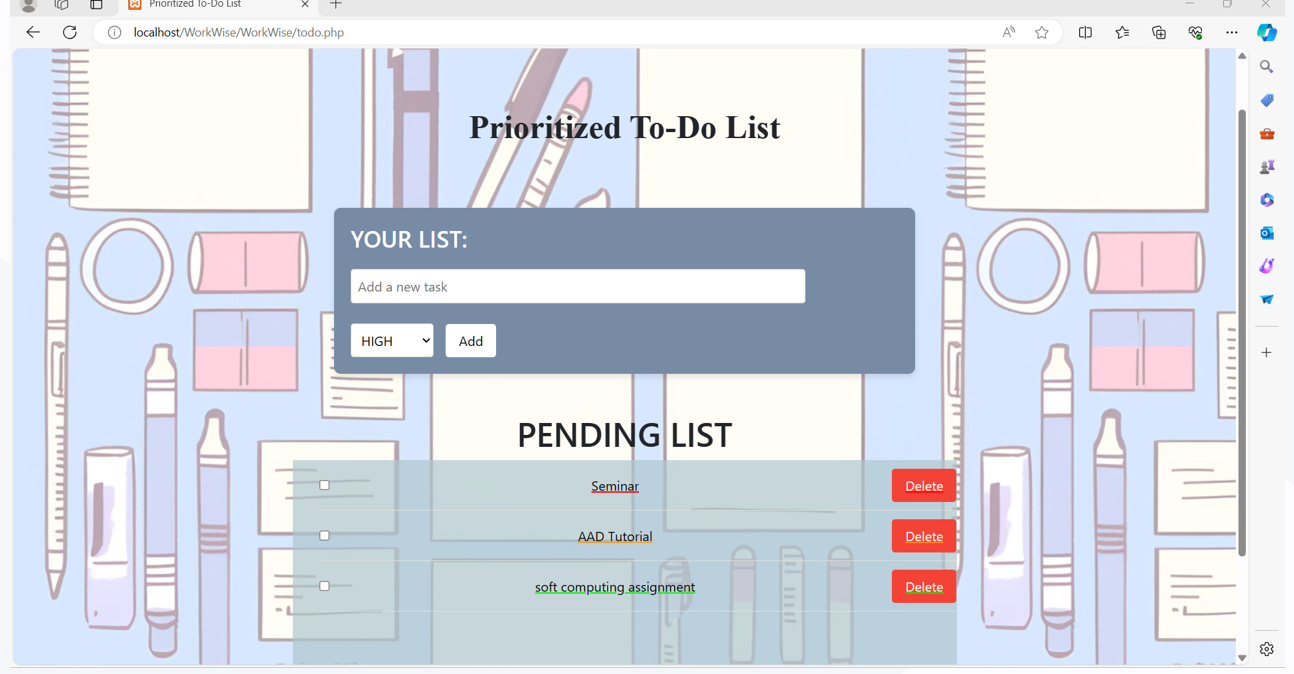 Prioritized To-Do List
localhost/WorkWise/WorkWise/todo.php
Prioritized To-Do List
YOUR LIST:
Add a new task
HIGH
Add
PENDING LIST
Seminar
Delete
AAD Tutorial
Delete
soft computing assignment
Delete